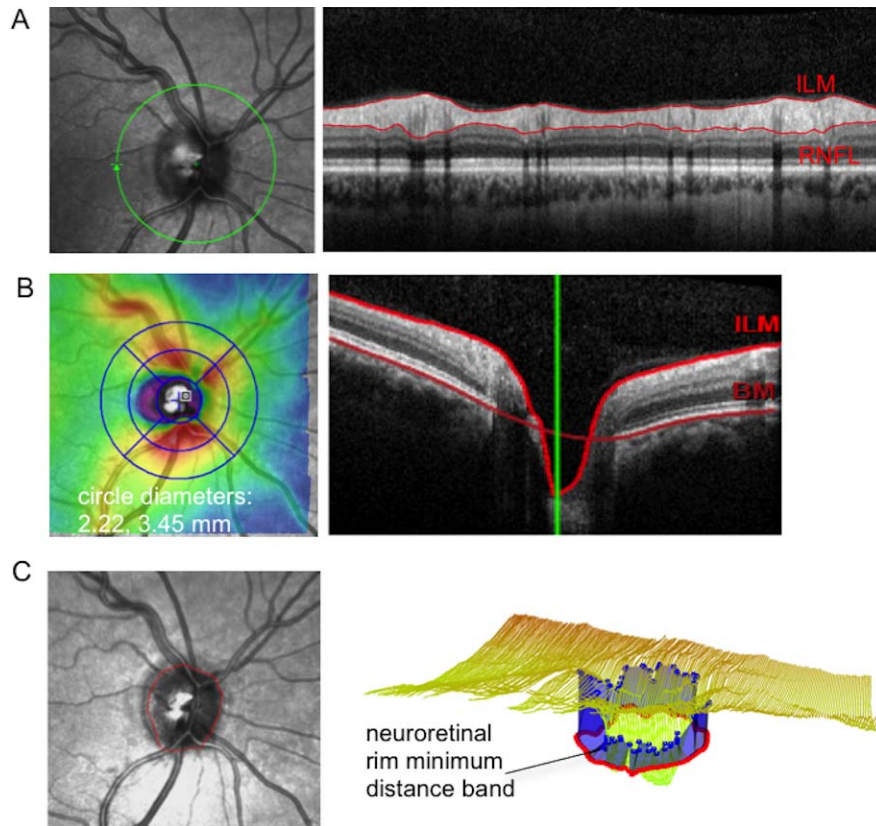 A
ILM
RNFL
B
ILM
BM
circle diameters:
2.22, 3.45 mm
C
neuroretinal
rim minimum
distance band